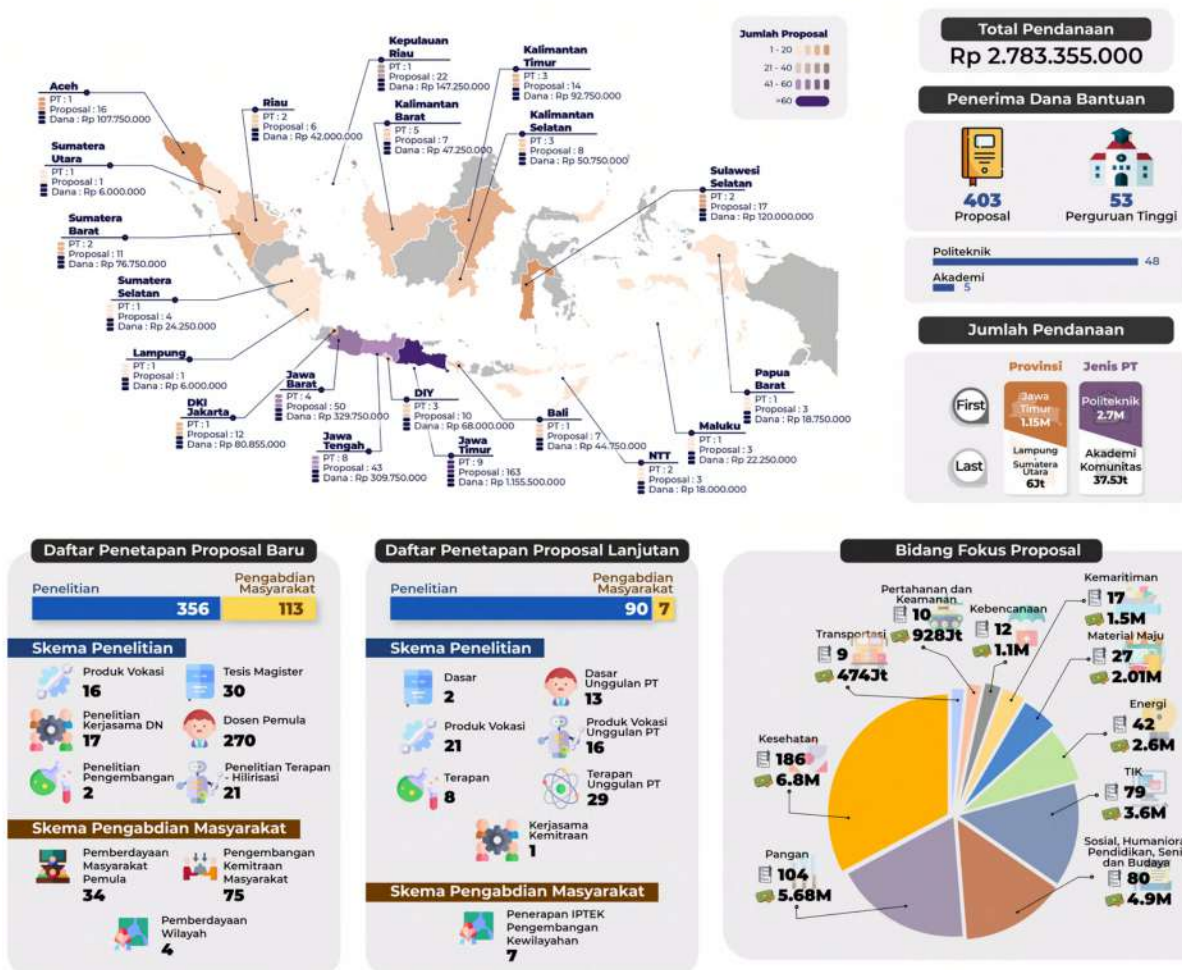 Jumlah Proposal
1 - 20
21 - 40
41 - 60
>60
Aceh
PT : 1
Proposal : 16
Dana : Rp 107.750.000
Sumatera
Utara
PT : 1
Proposal : 1
Dana : Rp 6.000.000
Sumatera
Barat
PT : 2
Proposal : 11
Dana : Rp 76.750.000
Sumatera
Selatan
PT : 1
Proposal : 4
Dana : Rp 24.250.000
Lampung
PT : 1
Proposal : 1
Dana : Rp 6.000.000
DKI
Jakarta
PT : 1
Proposal : 12
Dana : Rp 80.855.000
Riau
PT : 2
Proposal : 6
Dana : Rp 42.000.000
Kepulauan
Riau
PT : 1
Proposal : 22
Dana : Rp 147.250.000
Kalimantan
Barat
PT : 5
Proposal : 7
Dana : Rp 47.250.000
Kalimantan
Timur
PT : 3
Proposal : 14
Dana : Rp 92.750.000
Kalimantan
Selatan
PT : 3
Proposal : 8
Dana : Rp 50.750.000
Sulawesi
Selatan
PT : 2
Proposal : 17
Dana : Rp 120.000.000
Jawa
Barat
PT : 4
Proposal : 50
Dana : Rp 329.750.000
Jawa
Tengah
PT : 8
Proposal : 43
Dana : Rp 309.750.000
DIY
PT : 3
Proposal : 10
Dana : Rp 68.000.000
Jawa
Timur
PT : 9
Proposal : 163
Dana : Rp 1.155.500.000
Bali
PT : 1
Proposal : 7
Dana : Rp 44.750.000
NTT
PT : 2
Proposal : 3
Dana : Rp 18.000.000
Maluku
PT : 1
Proposal : 3
Dana : Rp 22.250.000
Papua
Barat
PT : 1
Proposal : 3
Dana : Rp 18.750.000
Total Pendanaan
Rp 2.783.355.000
Penerima Dana Bantuan
403
Proposal
53
Perguruan Tinggi
Politeknik
48
Akademi
5
Jumlah Pendanaan
Provinsi
Jenis PT
First
Jawa
Timur
1.15M
Politeknik
2.7M
Last
Lampung
-
Sumatera
Utara
6Jt
Akademi
Komunitas
37.5Jt
Daftar Penetapan Proposal Baru
Penelitian
Pengabdian
Masyarakat
356
113
Skema Penelitian
Produk Vokasi
16
Tesis Magister
30
Penelitian
Kerjasama DN
17
Dosen Pemula
270
Penelitian
Pengembangan
2
Penelitian Terapan
- Hilirisasi
21
Skema Pengabdian Masyarakat
Pemberdayaan
Masyarakat
Pemula
34
Pengembangan
Kemitraan
Masyarakat
75
Pemberdayaan
Wilayah
4
Daftar Penetapan Proposal Lanjutan
Penelitian
Pengabdian
Masyarakat
90
7
Skema Penelitian
Dasar
2
Dasar
Unggulan PT
13
Produk Vokasi
21
Produk Vokasi
Unggulan PT
16
Terapan
8
Terapan
Unggulan PT
29
Kerjasama
Kemitraan
1
Skema Pengabdian Masyarakat
Penerapan IPTEK
Pengembangan
Kewilayahan
7
Bidang Fokus Proposal
Transportasi
9
474Jt
Pertahanan dan
Keamanan
10
928Jt
Kebencanaan
12
1.1M
Kemaritiman
17
1.5M
Material Maju
27
2.01M
Energi
42
2.6M
TIK
79
3.6M
Sosial, Humaniora,
Pendidikan, Seni
dan Budaya
80
4.9M
Pangan
104
5.68M
Kesehatan
186
6.8M